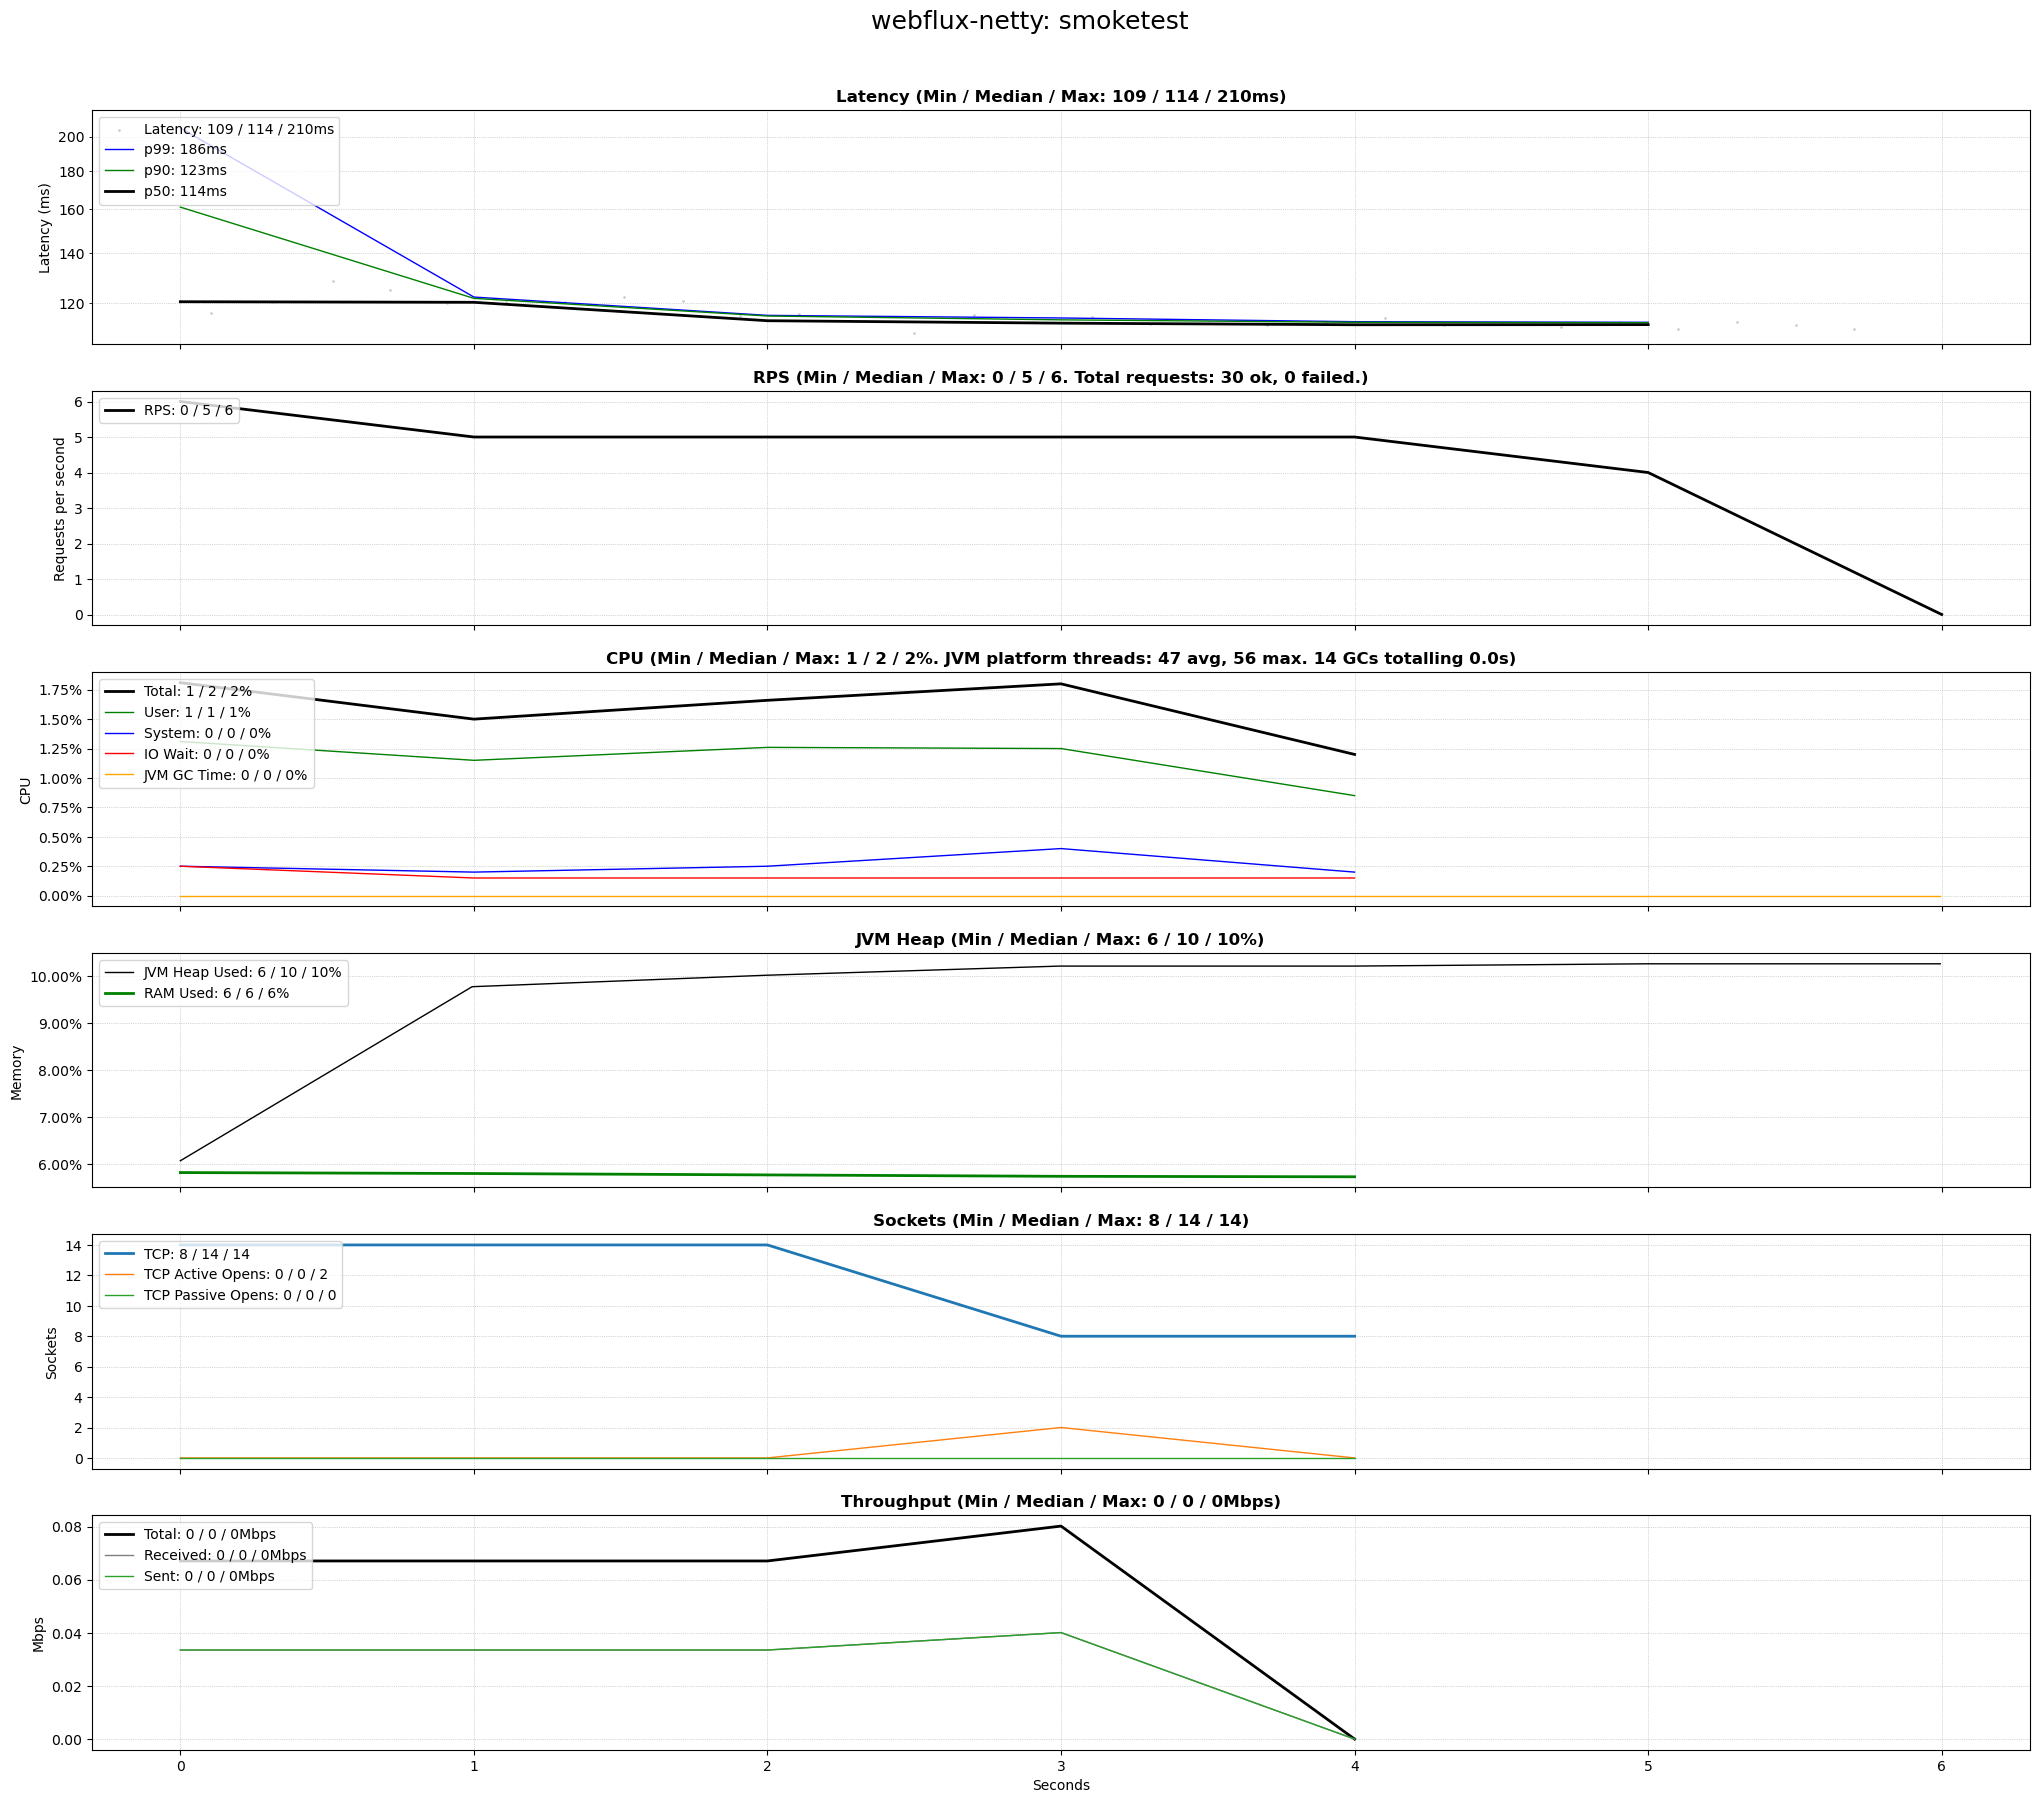 webflux-netty: smoketest
Latency (Min / Median / Max: 109 / 114 / 210ms)
Latency: 109 / 114 / 210ms
p99: 186ms
p90: 123ms
p50: 114ms
200
180
160
140
120
Latency (ms)
RPS (Min / Median / Max: 0 / 5 / 6. Total requests: 30 ok, 0 failed.)
RPS: 0 / 5 / 6
6
5
4
3
2
1
0
Requests per second
CPU (Min / Median / Max: 1 / 2 / 2%. JVM platform threads: 47 avg, 56 max. 14 GCs totalling 0.0s)
Total: 1 / 2 / 2%
User: 1 / 1 / 1%
System: 0 / 0 / 0%
IO Wait: 0 / 0 / 0%
JVM GC Time: 0 / 0 / 0%
1.75%
1.50%
1.25%
1.00%
0.75%
0.50%
0.25%
0.00%
CPU
JVM Heap (Min / Median / Max: 6 / 10 / 10%)
JVM Heap Used: 6 / 10 / 10%
RAM Used: 6 / 6 / 6%
10.00%
9.00%
8.00%
7.00%
6.00%
Memory
Sockets (Min / Median / Max: 8 / 14 / 14)
TCP: 8 / 14 / 14
TCP Active Opens: 0 / 0 / 2
TCP Passive Opens: 0 / 0 / 0
14
12
10
8
6
4
2
0
Sockets
Throughput (Min / Median / Max: 0 / 0 / 0Mbps)
Total: 0 / 0 / 0Mbps
Received: 0 / 0 / 0Mbps
Sent: 0 / 0 / 0Mbps
0.08
0.06
0.04
0.02
0.00
Mbps
0 1 2 3 4 5 6
Seconds